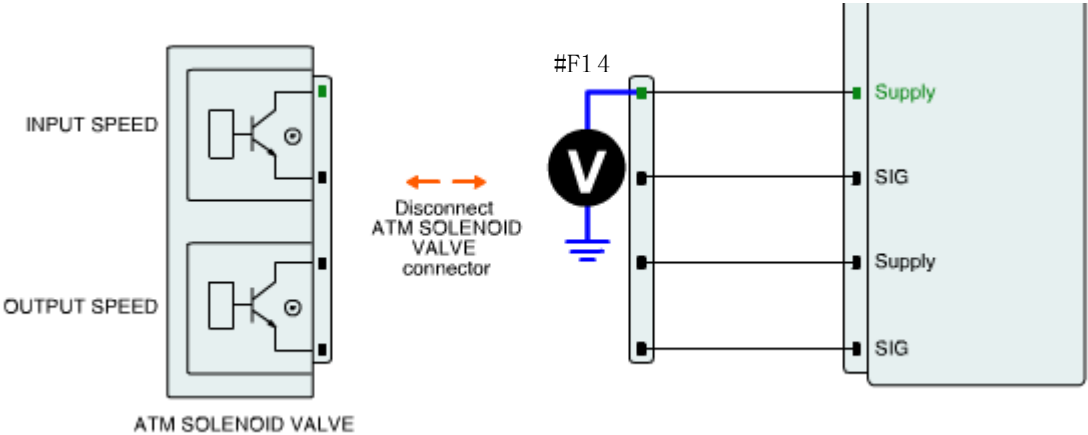 #F14
Supply
INPUT SPEED
V
SIG
Disconnect
ATM SOLENOID
VALVE
connector
Supply
OUTPUT SPEED
SIG
ATM SOLENOID VALVE